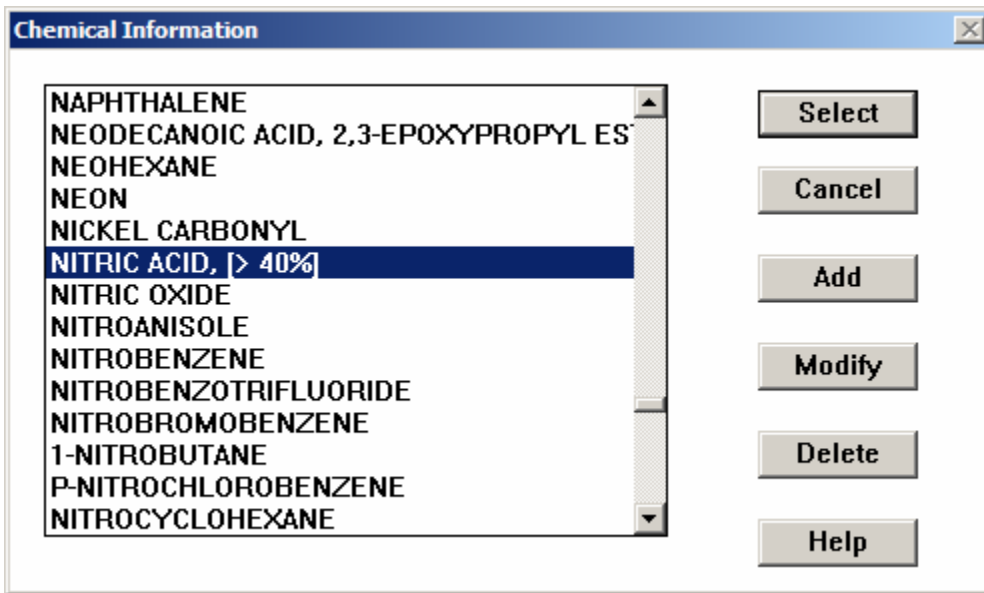 Chemical Information
NAPHTHALENE
NEODECANOIC ACID, 2,3-EPOXYPROPYL EST
NEOHEXANE
NEON
NICKEL CARBONYL
NITRIC ACID, [> 40%]
NITRIC OXIDE
NITROANISOLE
NITROBENZENE
NITROBENZOTRIFLUORIDE
NITROBROMOBENZENE
1-NITROBUTANE
P-NITROCHLOROBENZENE
NITROCYCLOHEXANE
Select
Cancel
Add
Modify
Delete
Help